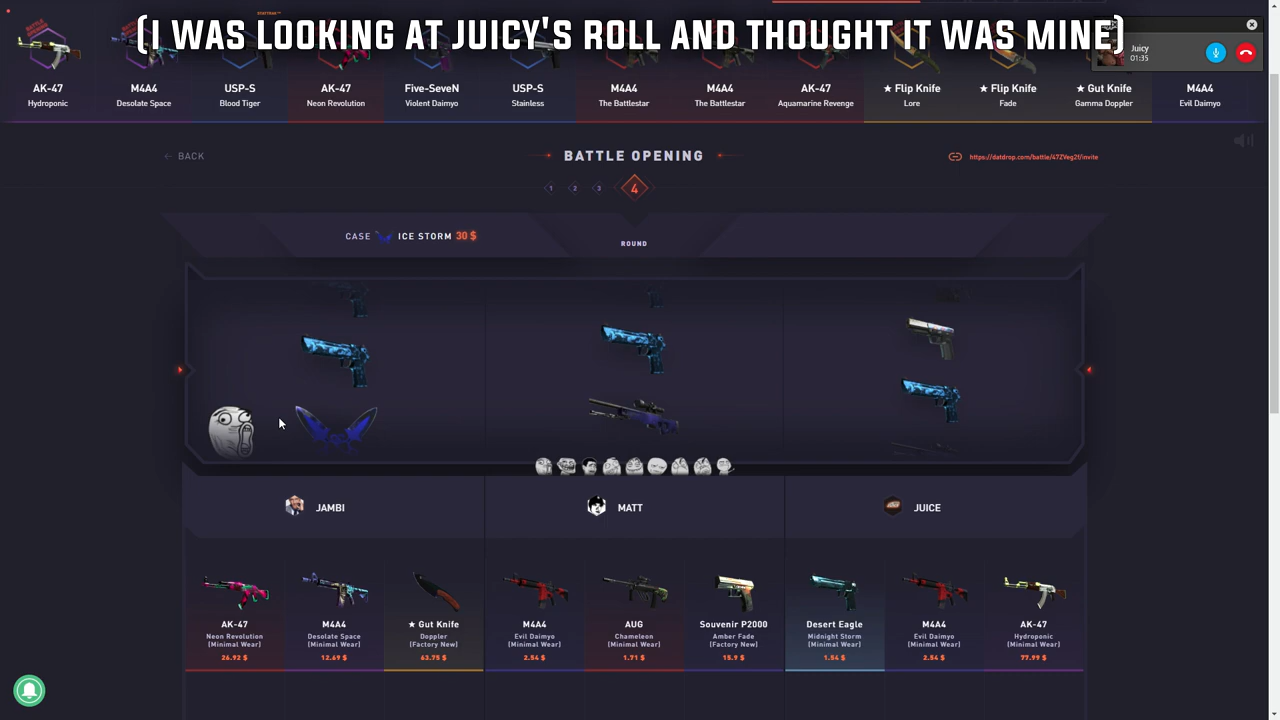 (I WAS LOOKING AT JUICY'S ROLL AND THOUGHT IT WAS MINE)
Juicy
01:35
AK-47 M4A4 USP-S AK-47 Five-SeveN USP-S M4A4 M4A4 AK-47 ★ Flip Knife ★ Flip Knife ★ Gut Knife M4A4
Hydroponic Desolate Space Blood Tiger Neon Revolution Violent Daimyo Stainless The Battlestar The Battlestar Aquamarine Revenge Lore Fade Gamma Doppler Evil Daimyo
← BACK
BATTLE OPENING
https://datdrop.com/battle/47ZVeg2f/invite
1 2 3 4
CASE ICE STORM 30 $
ROUND
JAMBI MATT JUICE
AK-47 M4A4 ★ Gut Knife M4A4 AUG Souvenir P2000 Desert Eagle M4A4 AK-47
Neon Revolution Desolate Space Doppler Evil Daimyo Chameleon Amber Fade Midnight Storm Evil Daimyo Hydroponic
(Minimal Wear) (Minimal Wear) (Factory New) (Minimal Wear) (Minimal Wear) (Factory New) (Minimal Wear) (Minimal Wear) (Minimal Wear)
26.92 $ 12.69 $ 63.75 $ 2.54 $ 1.71 $ 15.9 $ 1.54 $ 2.54 $ 77.99 $